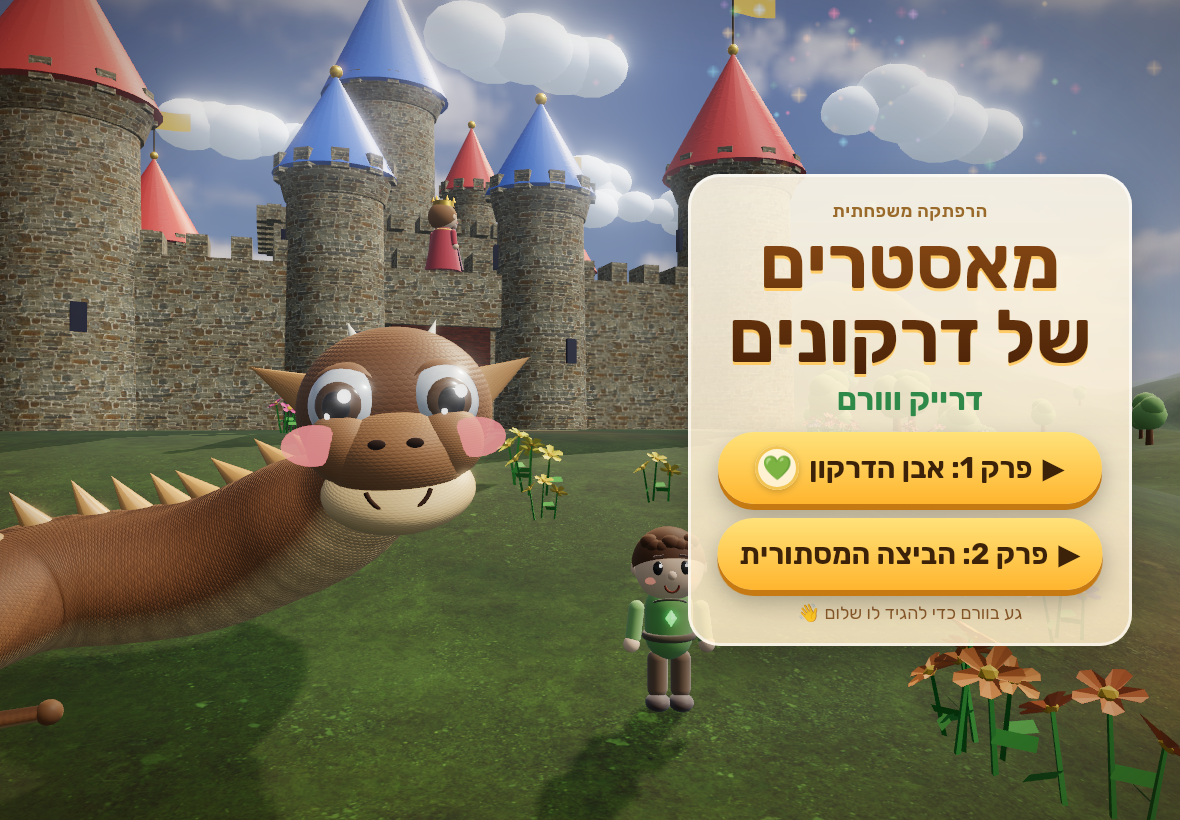 הרפתקה משפחתית
מאסטרים
של דרקונים
דרייק ווורם
▶ פרק 1: אבן הדרקון 💚
▶ פרק 2: הביצה המסתורית
גע בוורם כדי להגיד לו שלום 👋